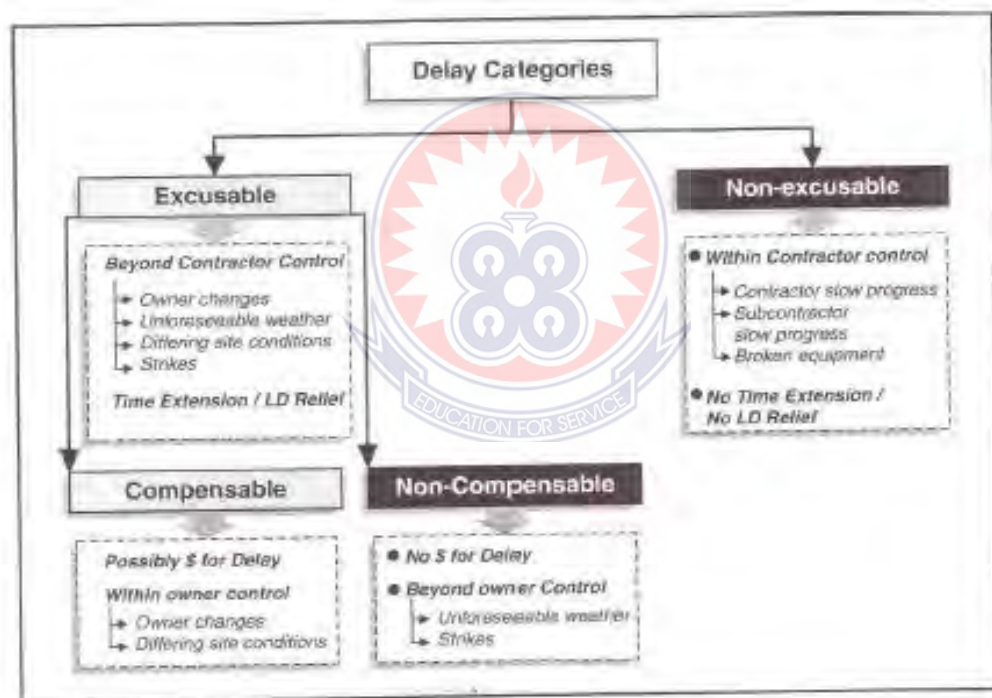 Delay Categories
Excusable
Beyond Contractor Control
Owner changes
Unforeseeable weather
Differing site conditions
Strikes
Time Extension / LD Relief
Non-excusable
Within Contractor control
Contractor slow progress
Subcontractor
slow progress
Broken equipment
No Time Extension /
No LD Relief
EDUCATION FOR SERVICE
Compensable
Possibly $ for Delay
Within owner control
Owner changes
Differing site conditions
Non-Compensable
No $ for Delay
Beyond owner Control
Unforeseeable weather
Strikes